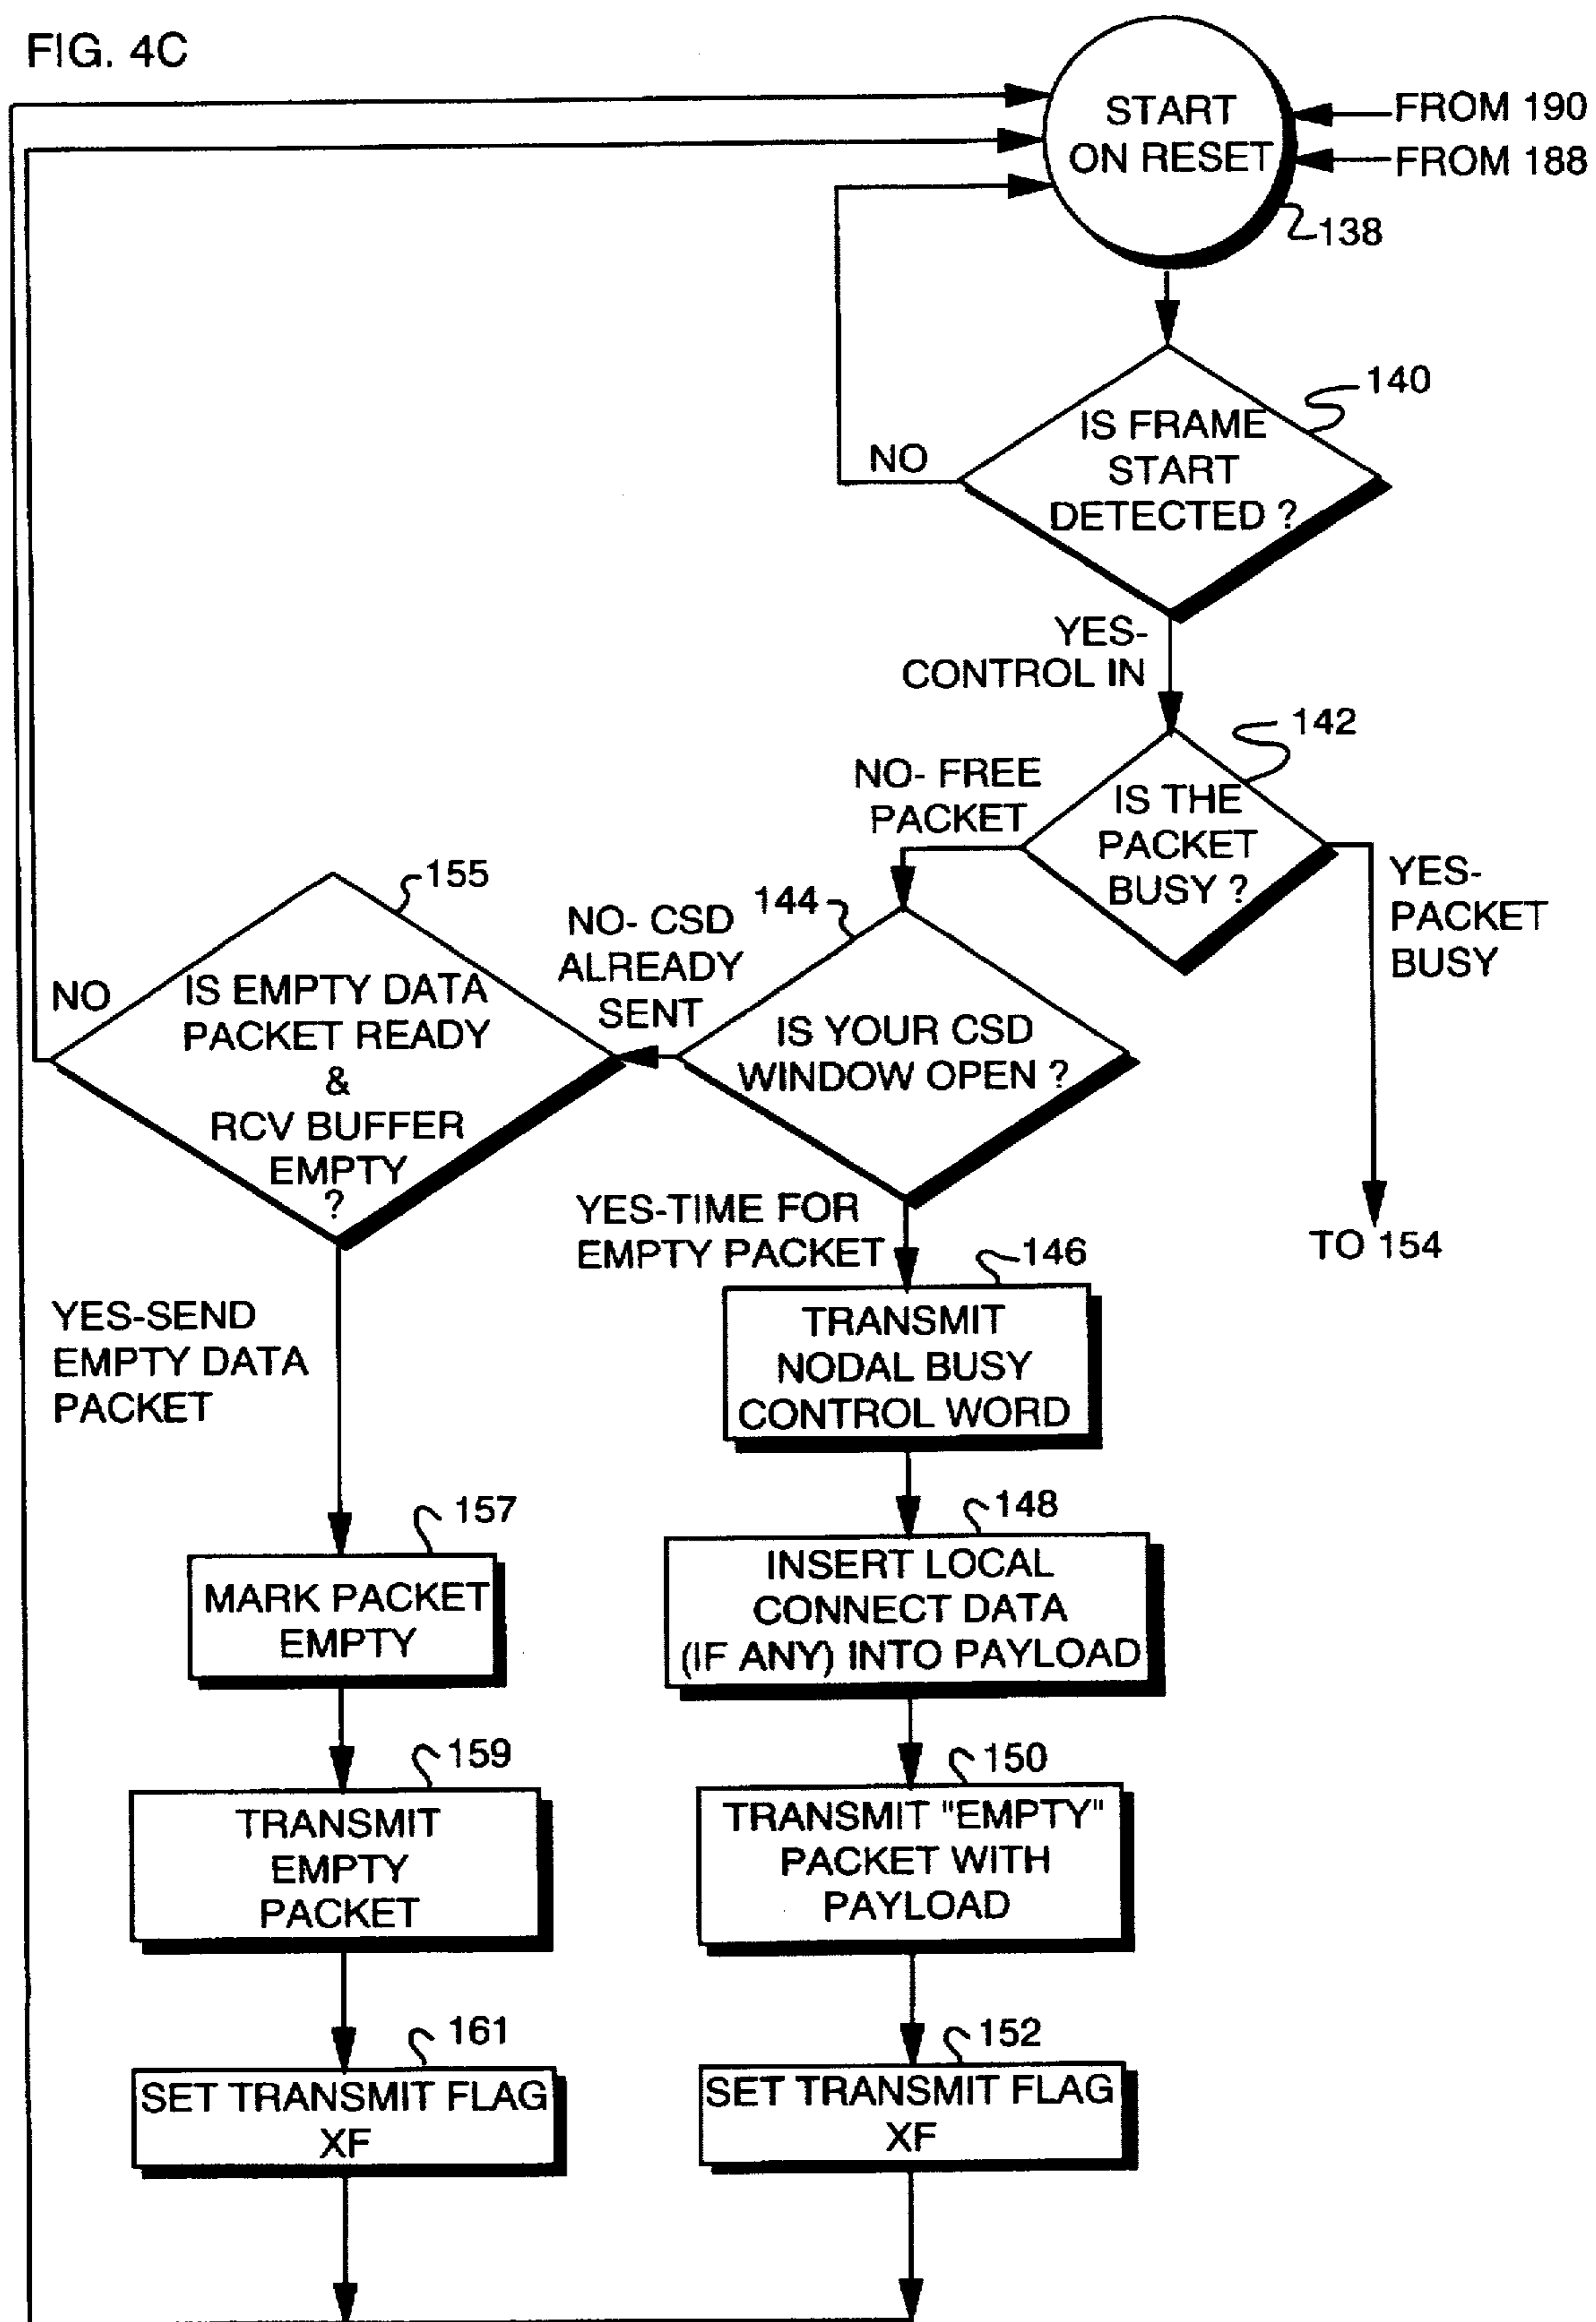 FIG. 4C
START
ON RESET
FROM 190
FROM 188
138
IS FRAME
START
DETECTED ?
140
NO
YES-
CONTROL IN
142
NO- FREE
PACKET
IS THE
PACKET
BUSY ?
YES-
PACKET
BUSY
TO 154
144
IS YOUR CSD
WINDOW OPEN ?
NO- CSD
ALREADY
SENT
155
NO
IS EMPTY DATA
PACKET READY
&
RCV BUFFER
EMPTY
?
YES-TIME FOR
EMPTY PACKET
146
TRANSMIT
NODAL BUSY
CONTROL WORD
YES-SEND
EMPTY DATA
PACKET
148
INSERT LOCAL
CONNECT DATA
(IF ANY) INTO PAYLOAD
157
MARK PACKET
EMPTY
150
TRANSMIT "EMPTY"
PACKET WITH
PAYLOAD
159
TRANSMIT
EMPTY
PACKET
152
SET TRANSMIT FLAG
XF
161
SET TRANSMIT FLAG
XF